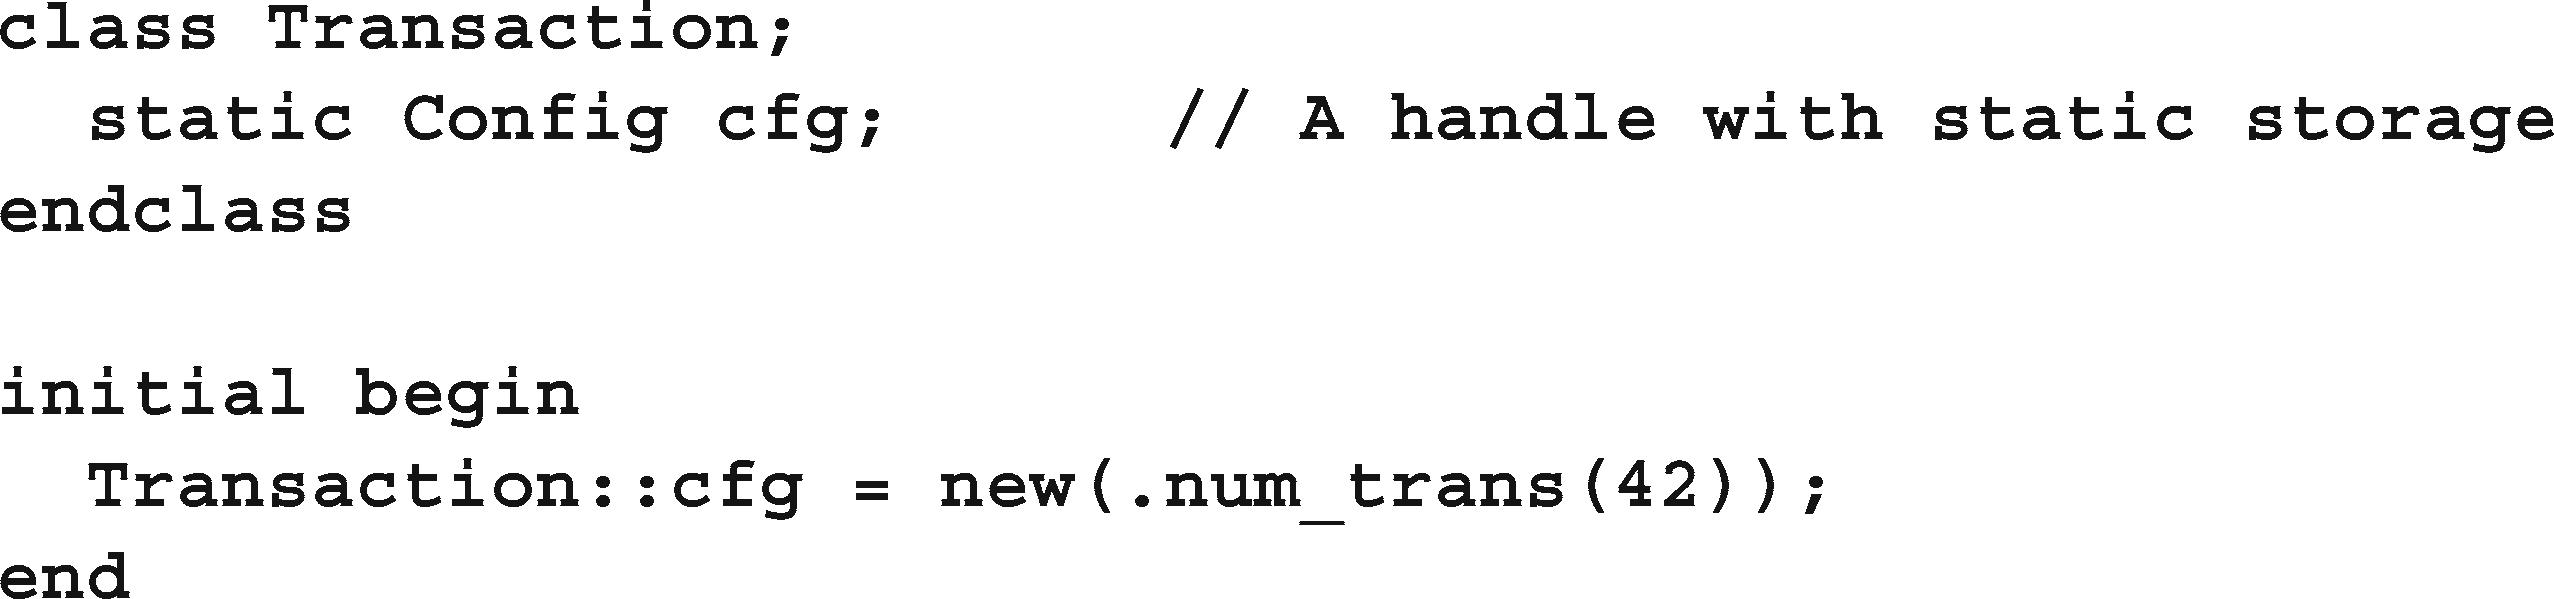 class Transaction;
  static Config cfg;      // A handle with static storage
endclass

initial begin
  Transaction::cfg = new(.num_trans(42));
end